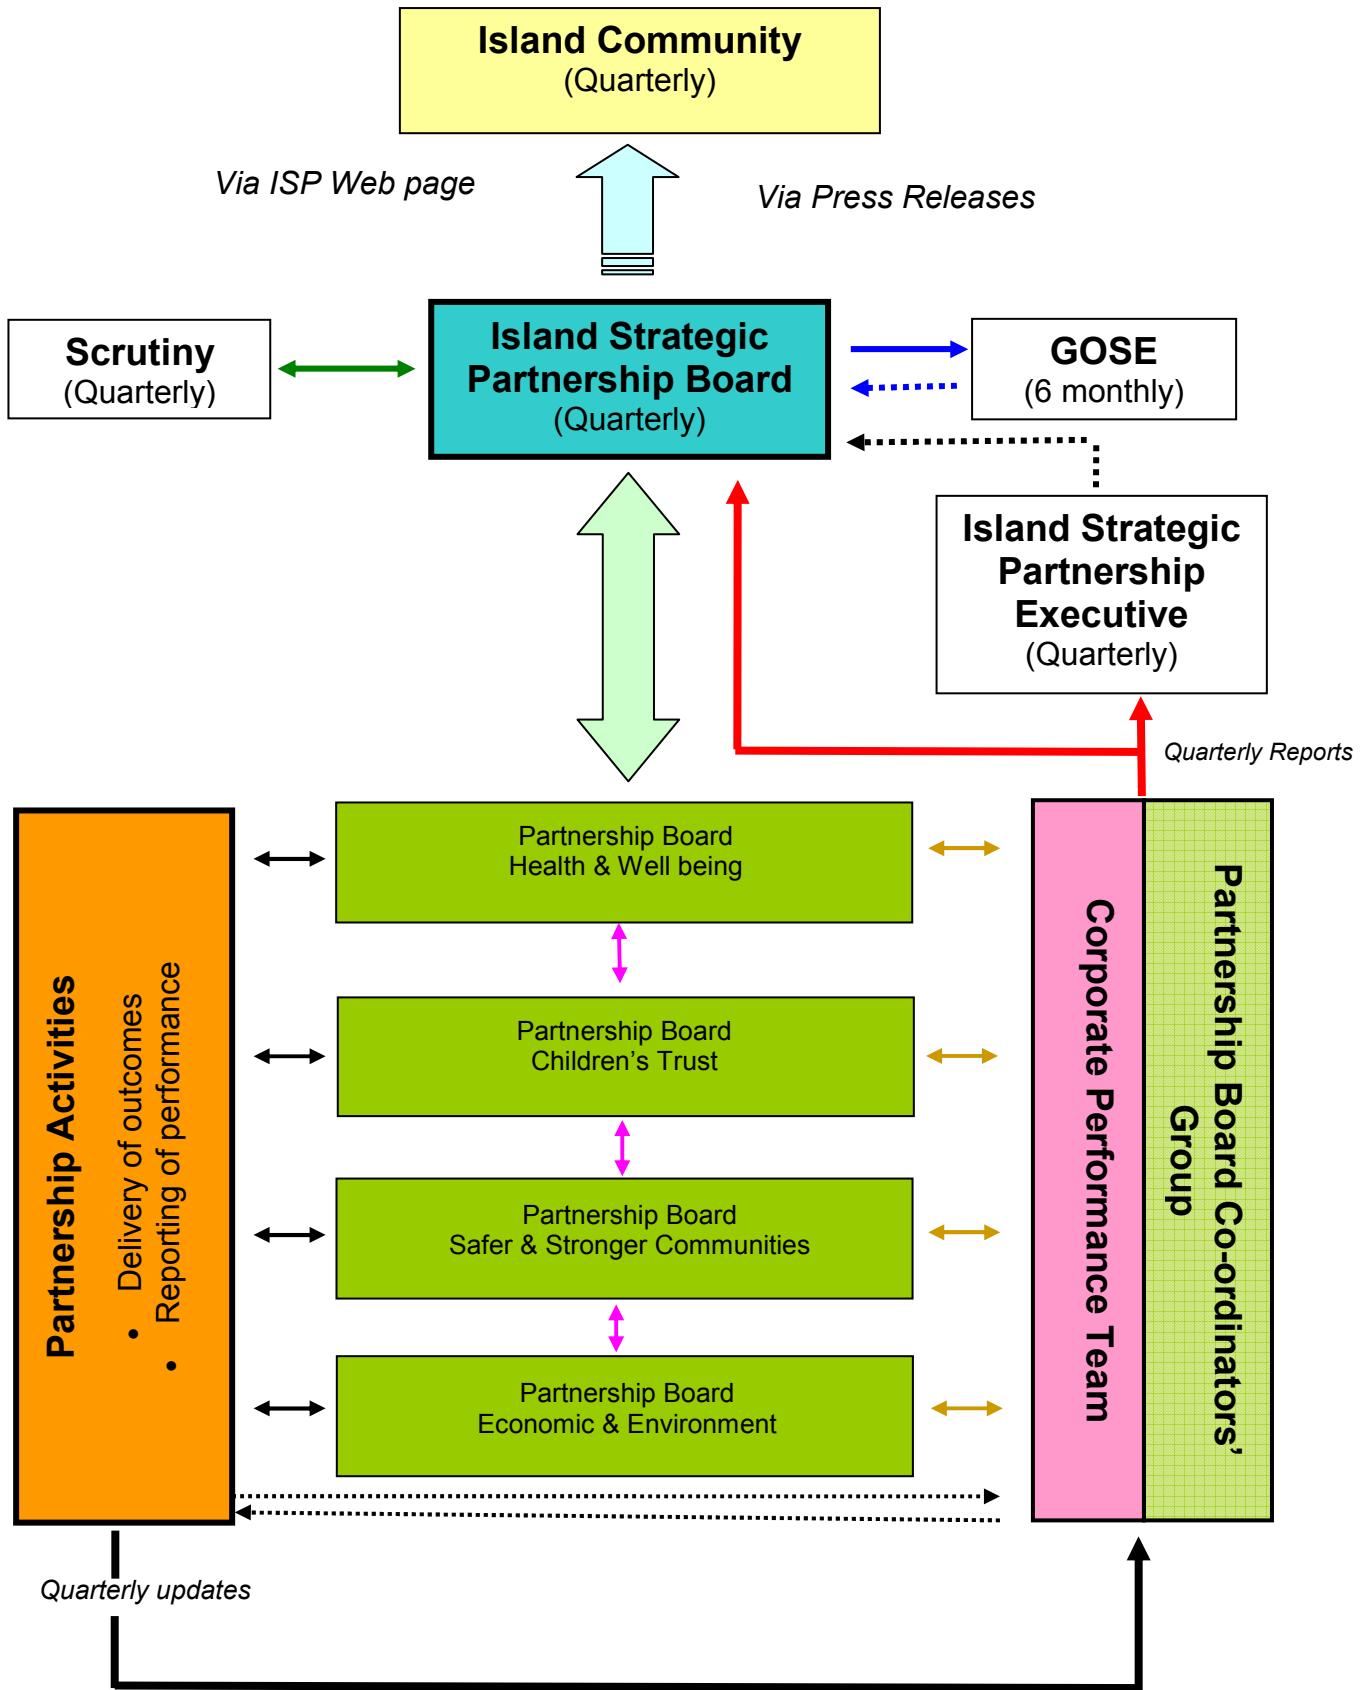 Island Community
(Quarterly)
Via ISP Web page
Via Press Releases
Scrutiny
(Quarterly)
Island Strategic
Partnership Board
(Quarterly)
GOSE
(6 monthly)
Island Strategic
Partnership
Executive
(Quarterly)
Quarterly Reports
Partnership Activities
• Delivery of outcomes
• Reporting of performance
Partnership Board
Health & Well being
Partnership Board
Children’s Trust
Partnership Board
Safer & Stronger Communities
Partnership Board
Economic & Environment
Corporate Performance Team
Partnership Board Co-ordinators’
Group
Quarterly updates